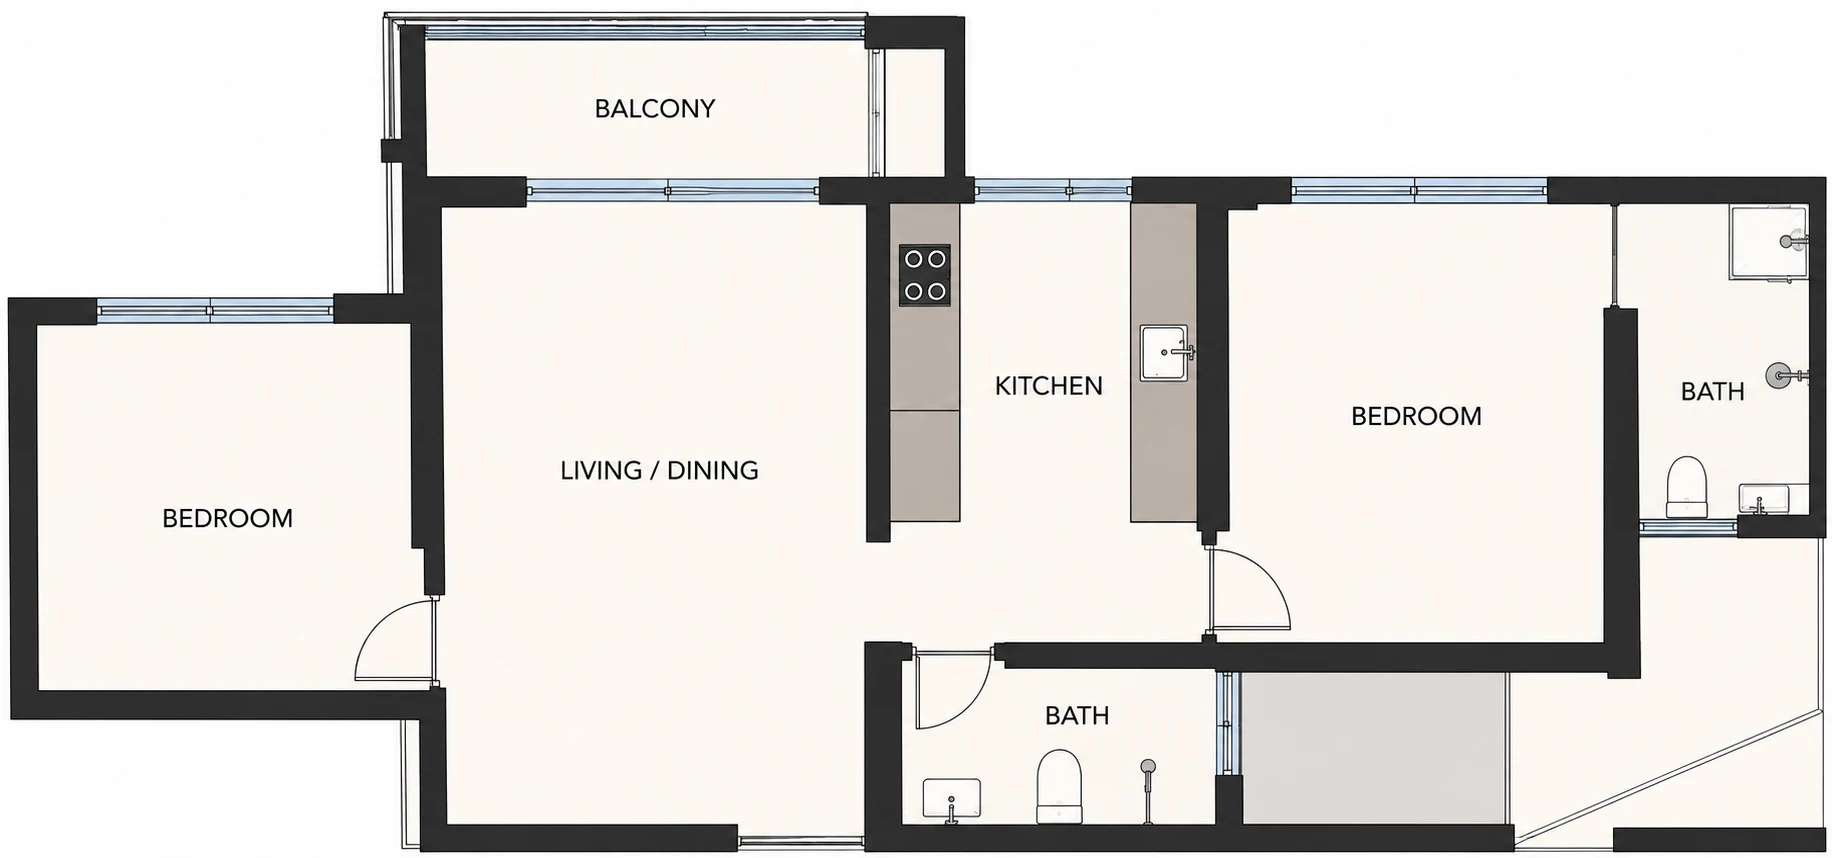 BALCONY
KITCHEN
BATH
BEDROOM
LIVING / DINING
BEDROOM
BATH